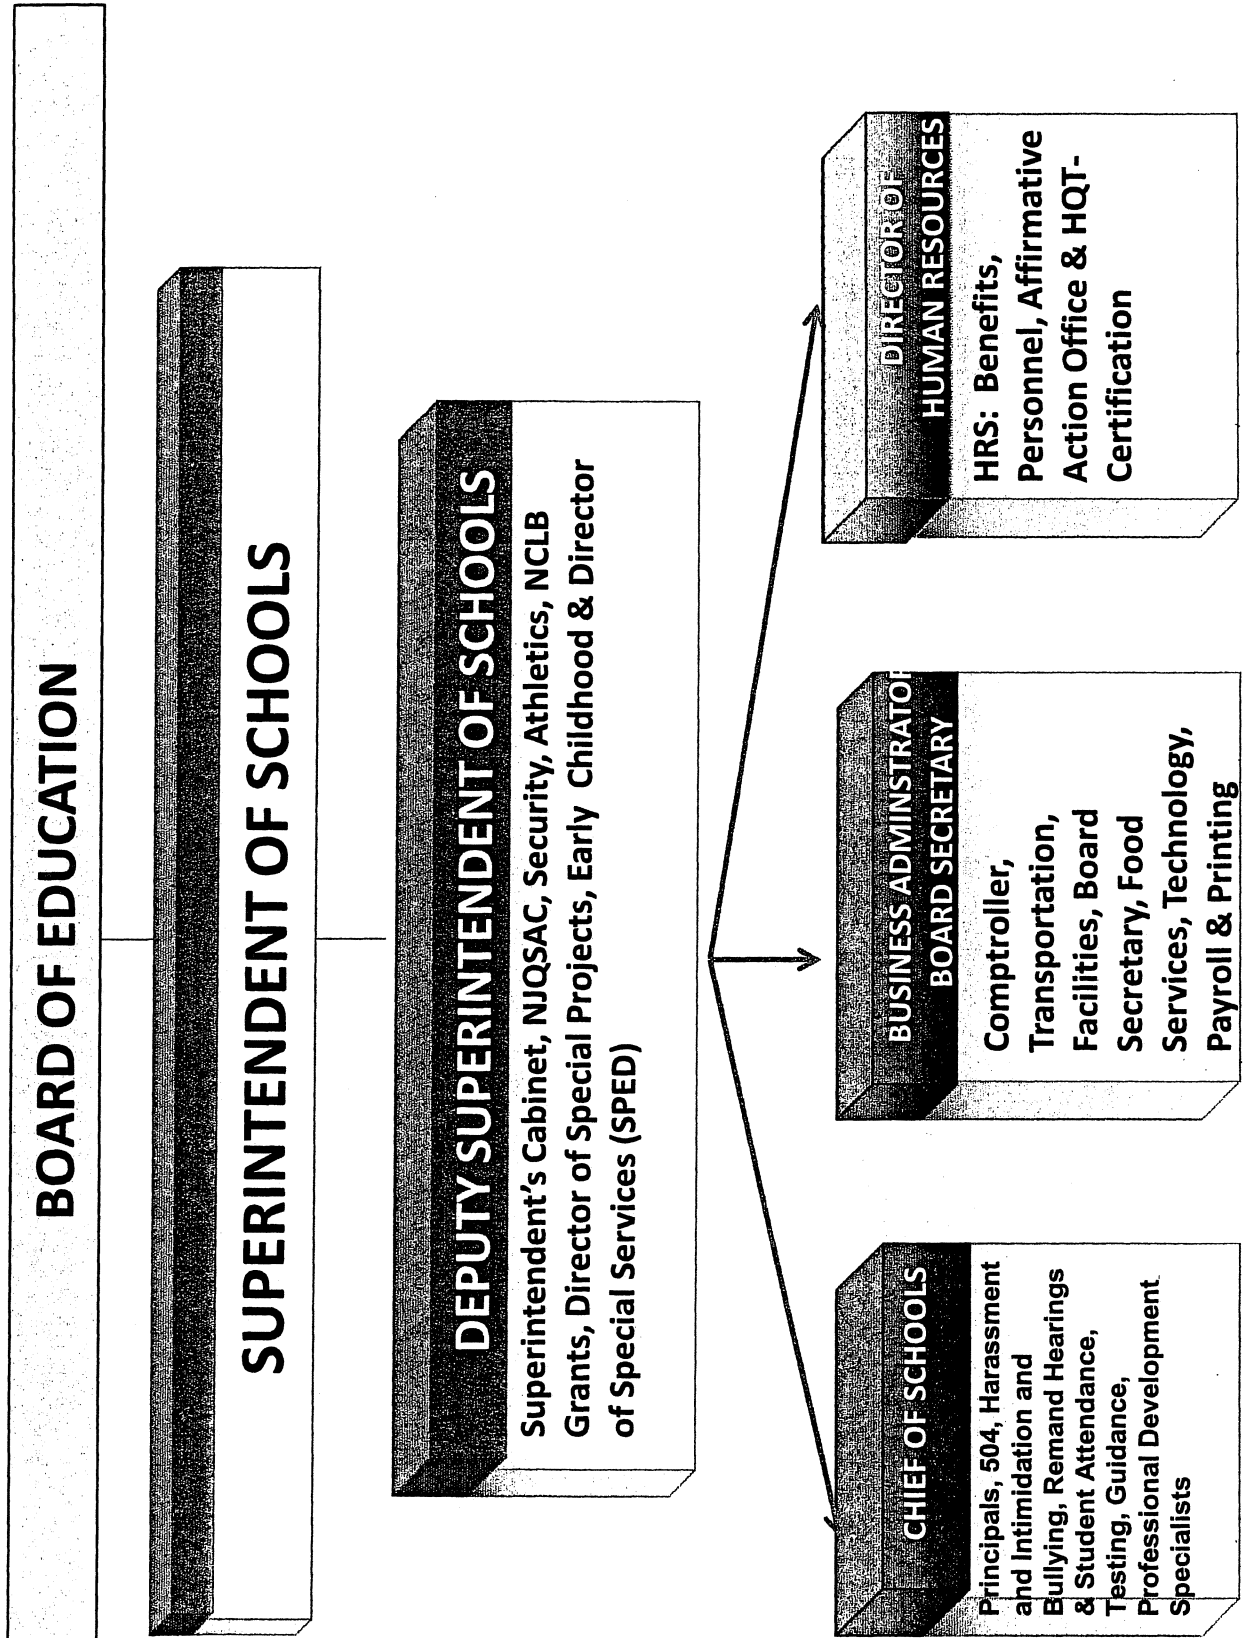 BOARD OF EDUCATION
SUPERINTENDENT OF SCHOOLS
DEPUTY SUPERINTENDENT OF SCHOOLS
Superintendent's Cabinet, NJQSAC, Security, Athletics, NCLB
Grants, Director of Special Projects, Early Childhood & Director
of Special Services (SPED)
CHIEF OF SCHOOLS
Principals, 504, Harassment
and Intimidation and
Bullying, Remand Hearings
& Student Attendance,
Testing, Guidance,
Professional Development
Specialists
BUSINESS ADMINSTRATOR
BOARD SECRETARY
Comptroller,
Transportation,
Facilities, Board
Secretary, Food
Services, Technology,
Payroll & Printing
DIRECTOR OF
HUMAN RESOURCES
HRS: Benefits,
Personnel, Affirmative
Action Office & HQT-
Certification